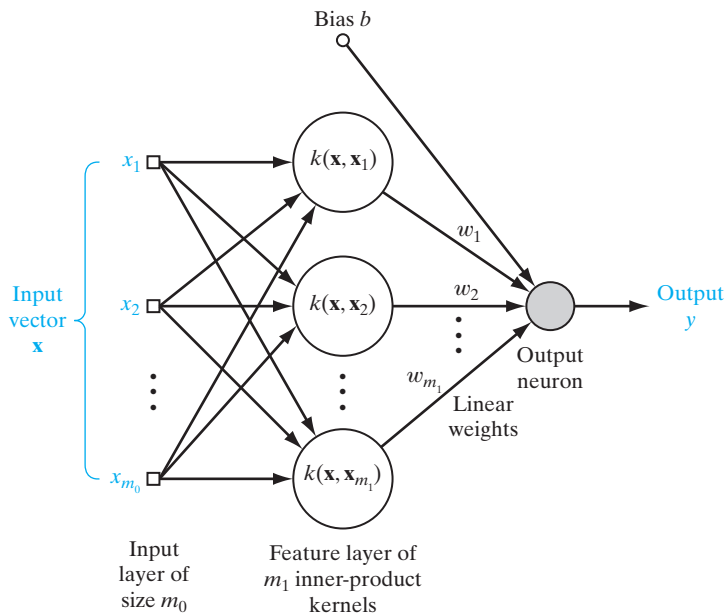 Bias b
x₁
k(x, x₁)
w₁
Input
vector
x
x₂
k(x, x₂)
w₂
Output
y
Output
neuron
wₘ₁
Linear
weights
xₘ₀
k(x, xₘ₁)
Input
layer of
size m₀
Feature layer of
m₁ inner-product
kernels